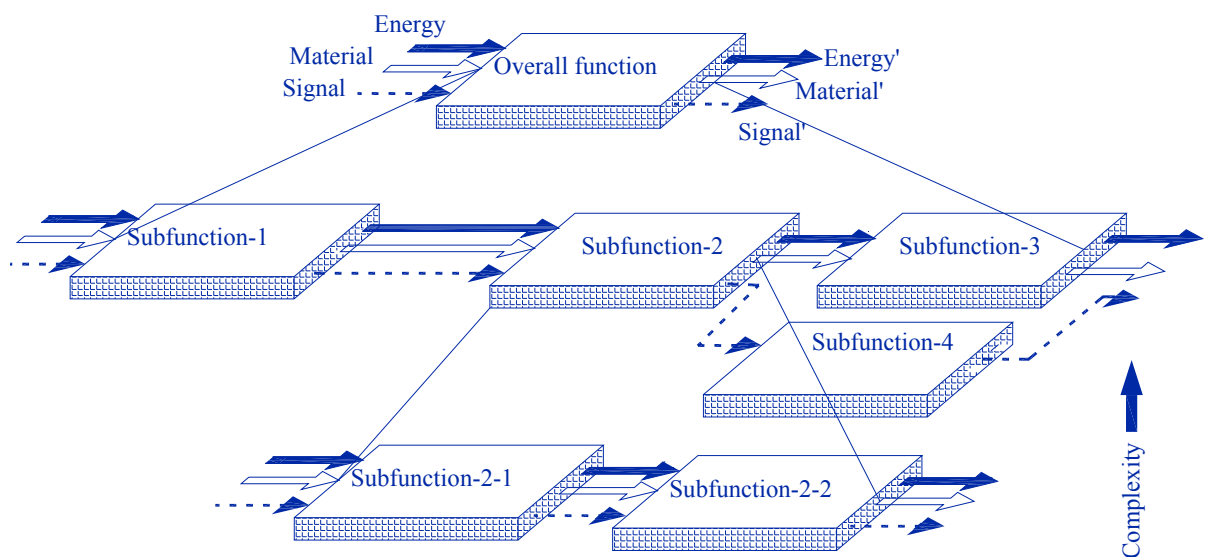 Energy
Material
Signal
Overall function
Energy'
Material'
Signal'
Subfunction-1
Subfunction-2
Subfunction-3
Subfunction-4
Subfunction-2-1
Subfunction-2-2
Complexity